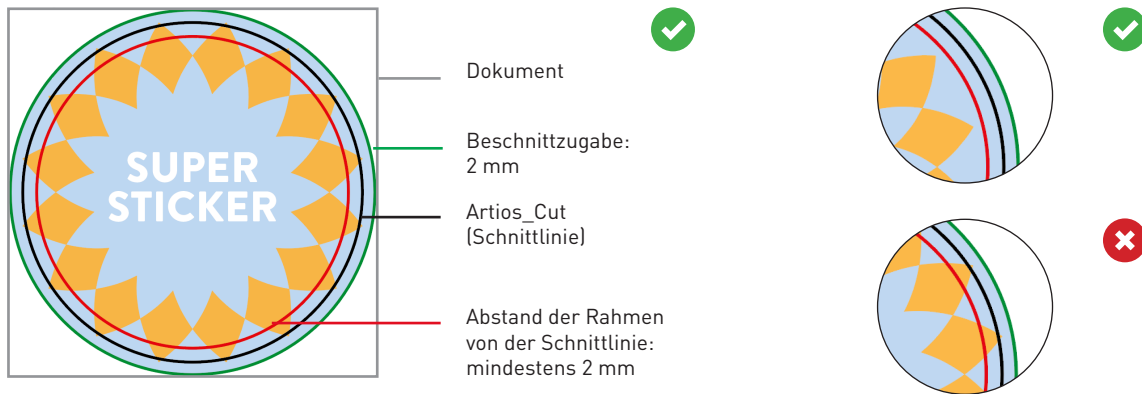 SUPER
STICKER
Dokument
Beschnittzugabe:
2 mm
Artios_Cut
(Schnittlinie)
Abstand der Rahmen
von der Schnittlinie:
mindestens 2 mm